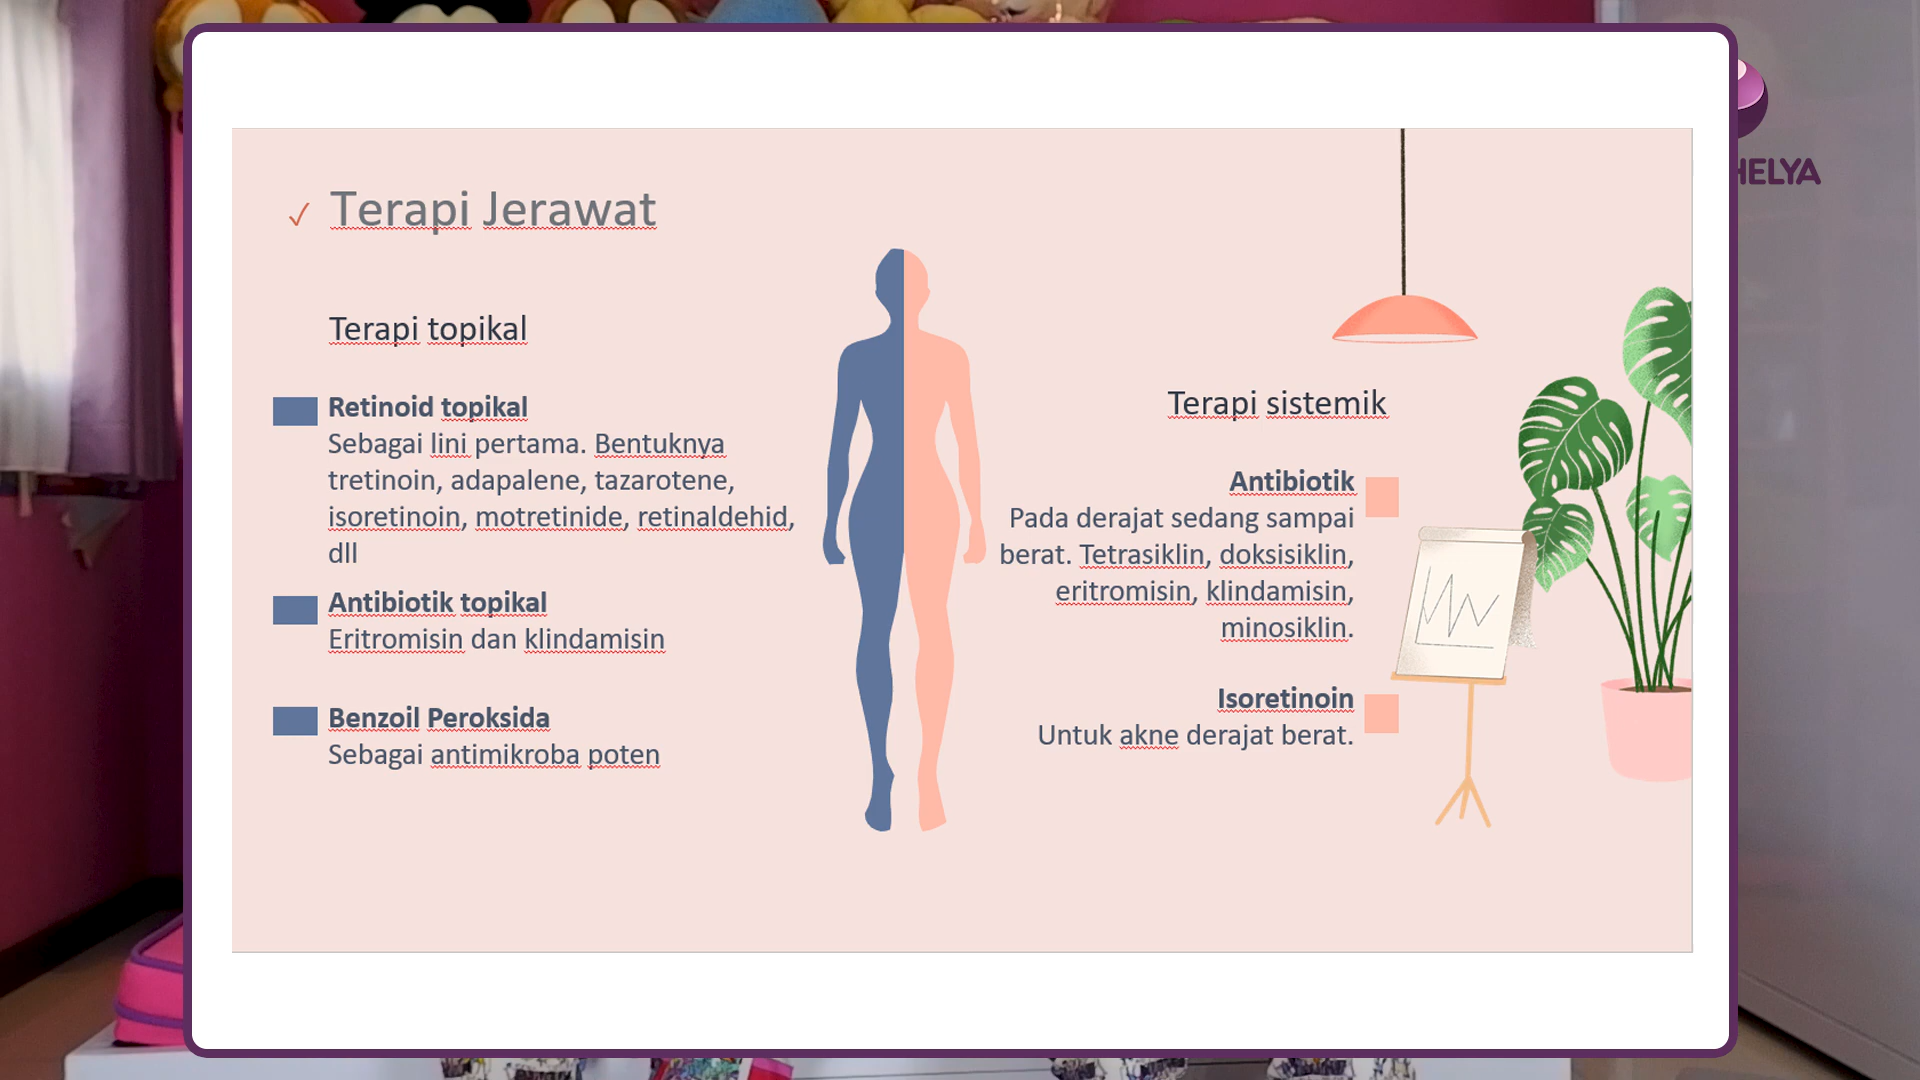 ✓ Terapi Jerawat
Terapi topikal
Retinoid topikal
Sebagai lini pertama. Bentuknya
tretinoin, adapalene, tazarotene,
isoretinoin, motretinide, retinaldehid,
dll
Antibiotik topikal
Eritromisin dan klindamisin
Benzoil Peroksida
Sebagai antimikroba poten
Terapi sistemik
Antibiotik
Pada derajat sedang sampai
berat. Tetrasiklin, doksisiklin,
eritromisin, klindamisin,
minosiklin.
Isoretinoin
Untuk akne derajat berat.
HELYA